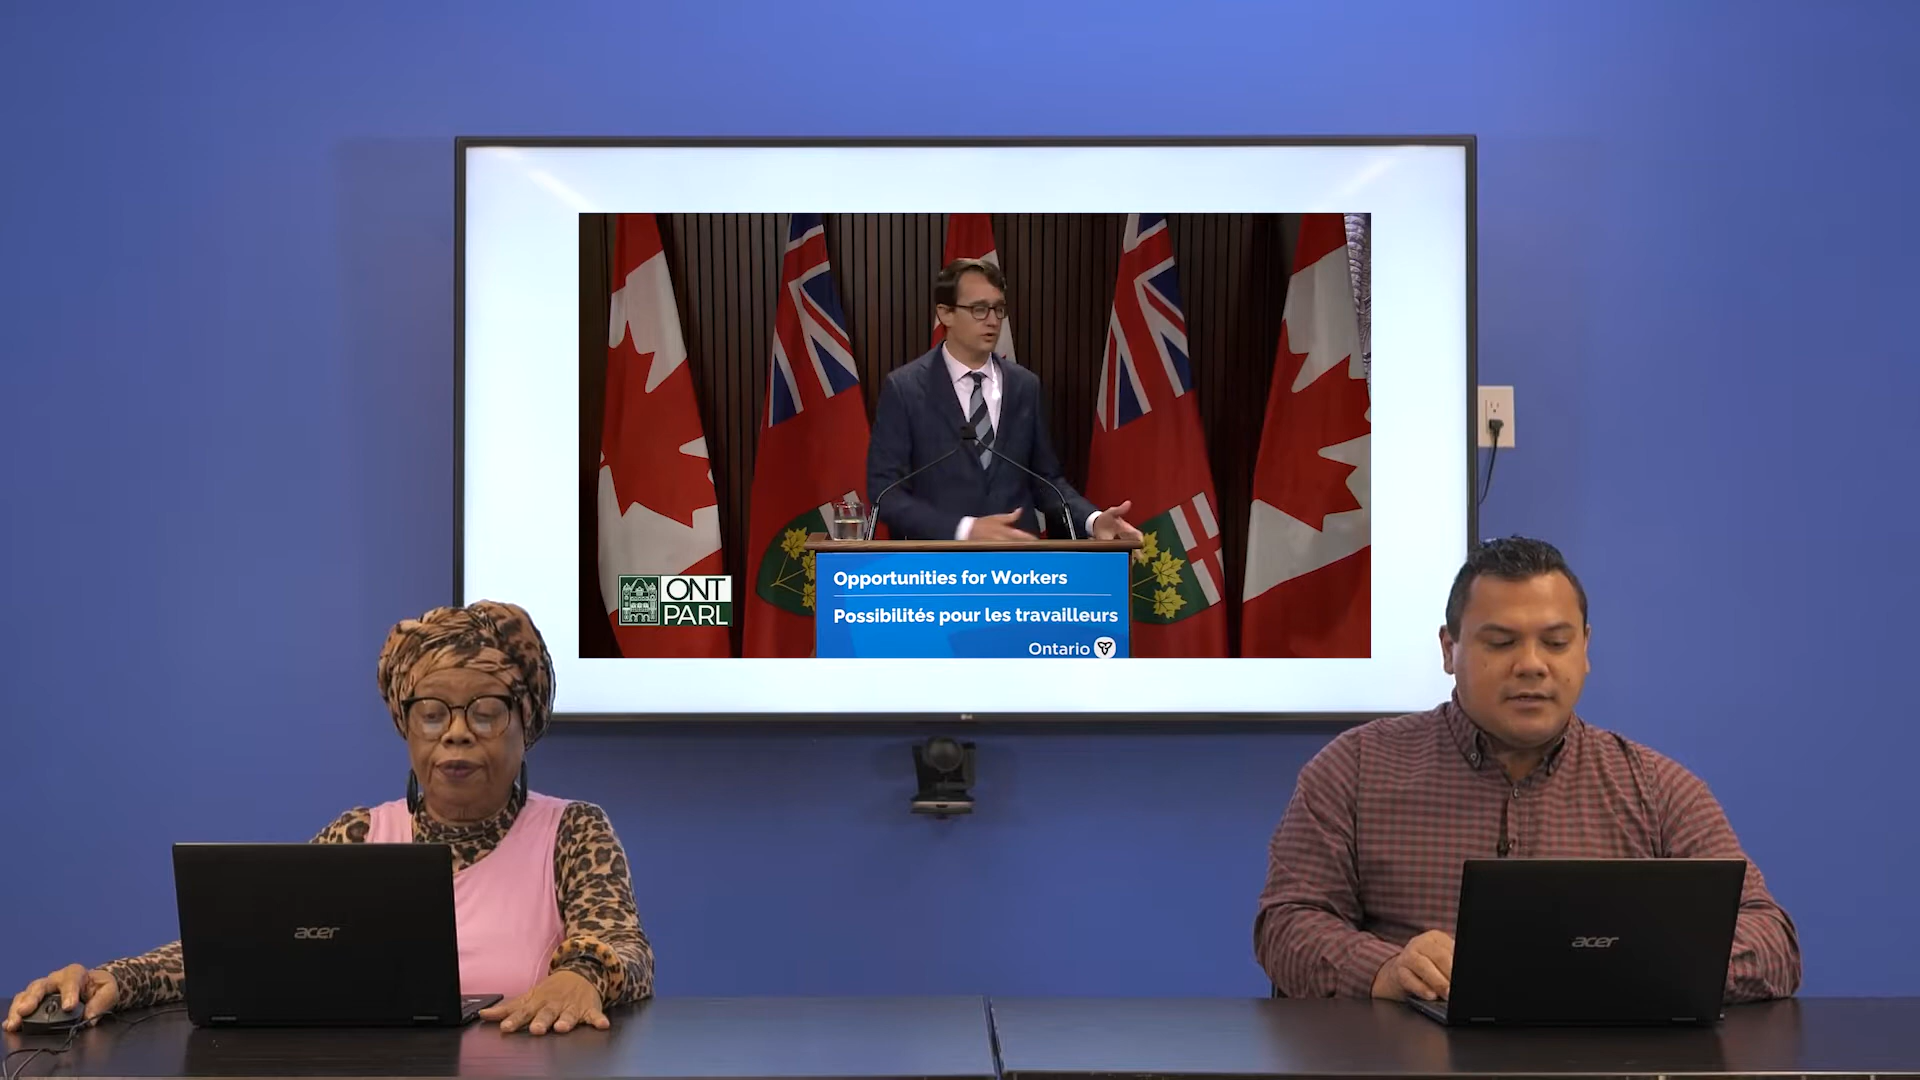 Opportunities for Workers
Possibilités pour les travailleurs
Ontario
ONT
PARL
acer
acer